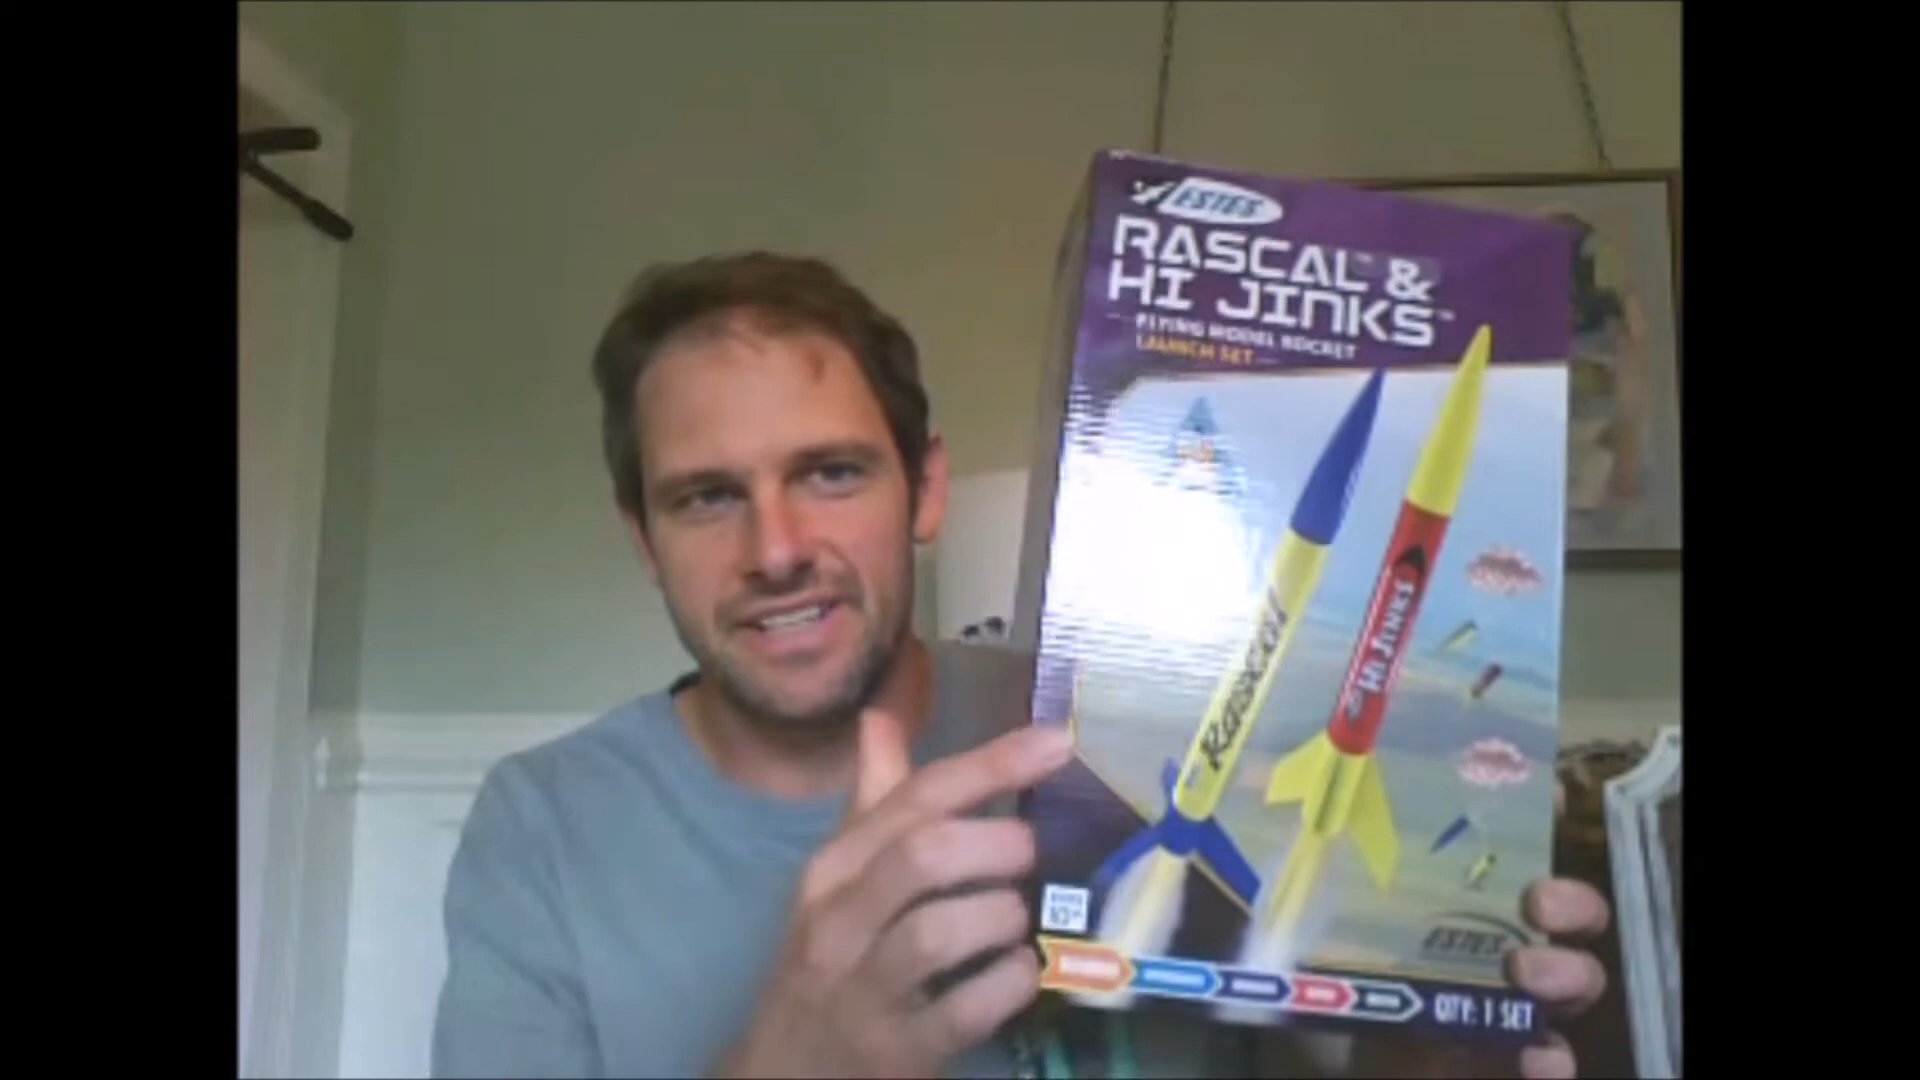 ESTES
RASCAL™ &
HI JINKS™
FLYING MODEL ROCKET
LAUNCH SET
Rascal
HI JINKS
ESTES
QTY: 1 SET